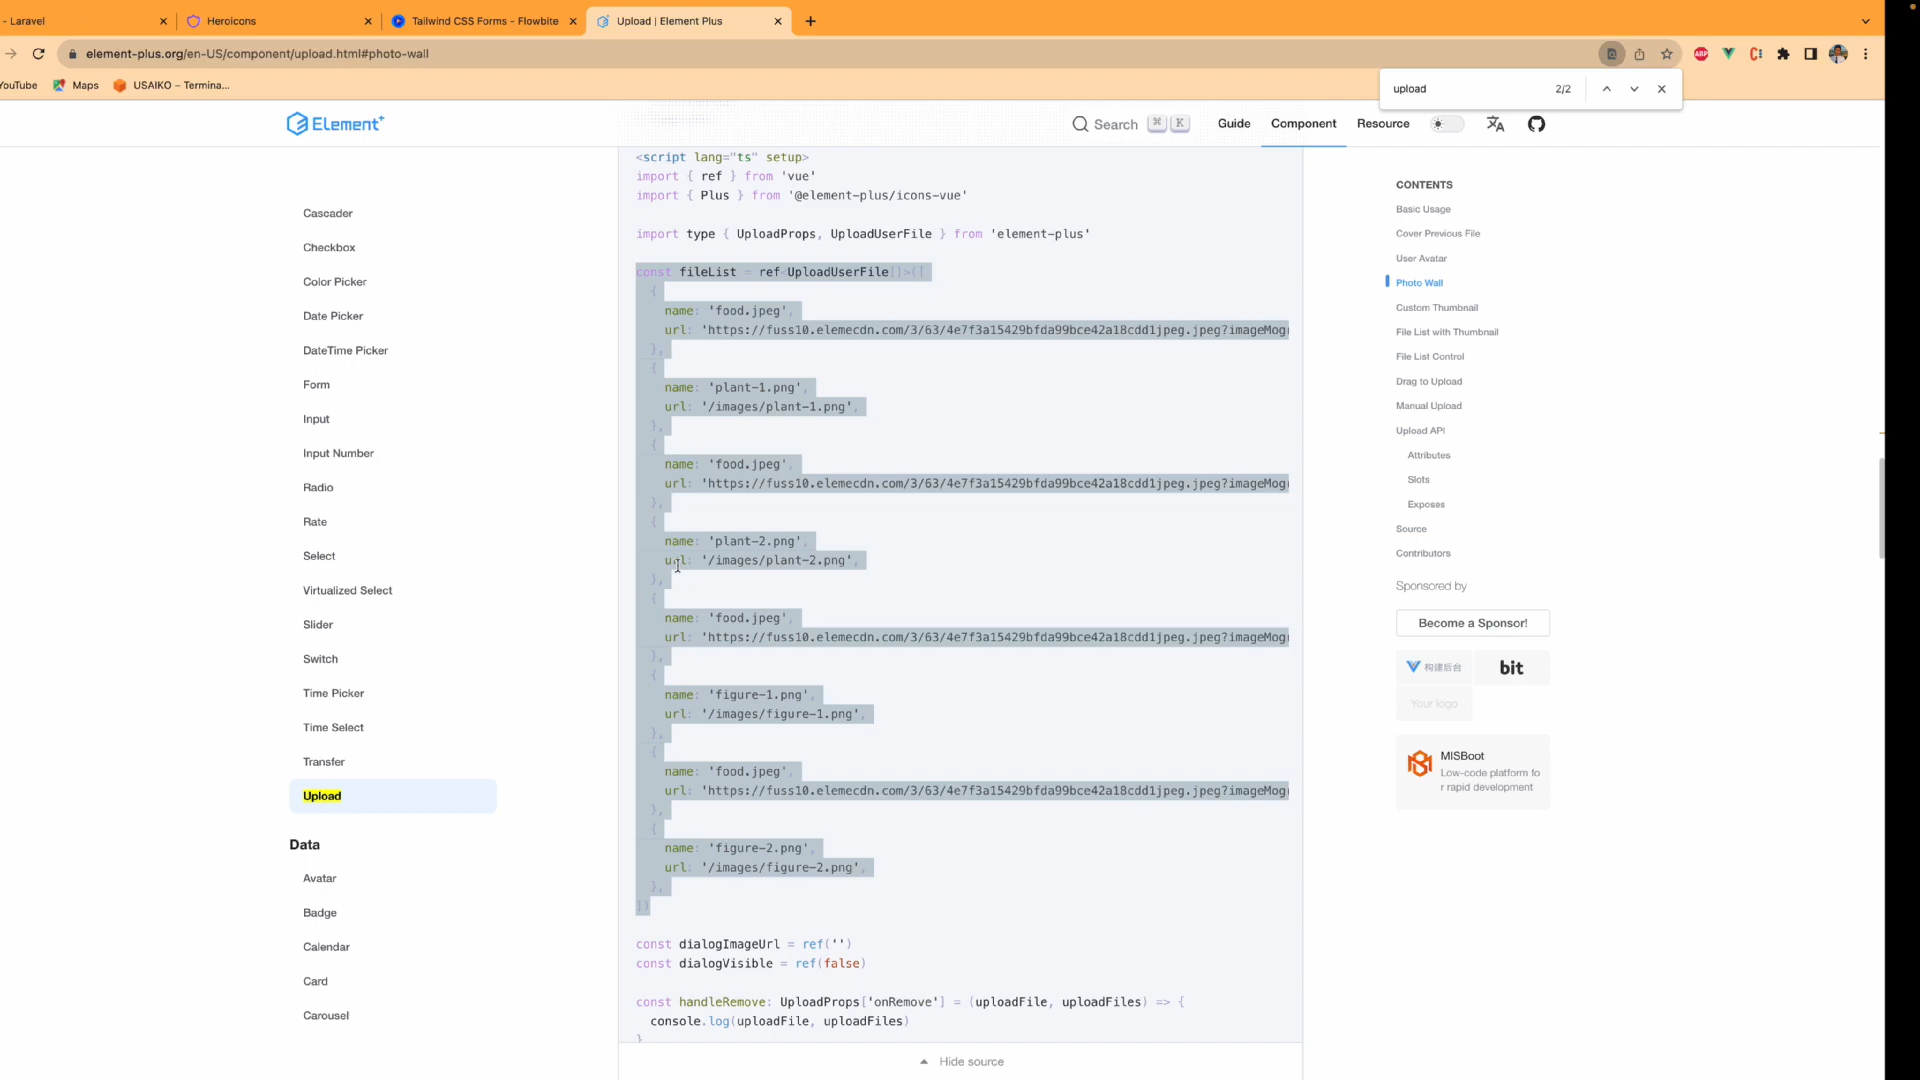 - Laravel
Heroicons
Tailwind CSS Forms - Flowbite
Upload | Element Plus
element-plus.org/en-US/component/upload.html#photo-wall
ABP
YouTube
Maps
USAIKO – Termina...
upload
2/2
Element+
Search ⌘ K
Guide
Component
Resource
Cascader
Checkbox
Color Picker
Date Picker
DateTime Picker
Form
Input
Input Number
Radio
Rate
Select
Virtualized Select
Slider
Switch
Time Picker
Time Select
Transfer
Upload
Data
Avatar
Badge
Calendar
Card
Carousel
<script lang="ts" setup>
import { ref } from 'vue'
import { Plus } from '@element-plus/icons-vue'
import type { UploadProps, UploadUserFile } from 'element-plus'
const fileList = ref<UploadUserFile[]>([
{
name: 'food.jpeg',
url: 'https://fuss10.elemecdn.com/3/63/4e7f3a15429bfda99bce42a18cdd1jpeg.jpeg?imageMogr
},
{
name: 'plant-1.png',
url: '/images/plant-1.png',
},
{
name: 'food.jpeg',
url: 'https://fuss10.elemecdn.com/3/63/4e7f3a15429bfda99bce42a18cdd1jpeg.jpeg?imageMogr
},
{
name: 'plant-2.png',
url: '/images/plant-2.png',
},
{
name: 'food.jpeg',
url: 'https://fuss10.elemecdn.com/3/63/4e7f3a15429bfda99bce42a18cdd1jpeg.jpeg?imageMogr
},
{
name: 'figure-1.png',
url: '/images/figure-1.png',
},
{
name: 'food.jpeg',
url: 'https://fuss10.elemecdn.com/3/63/4e7f3a15429bfda99bce42a18cdd1jpeg.jpeg?imageMogr
},
{
name: 'figure-2.png',
url: '/images/figure-2.png',
},
])
const dialogImageUrl = ref('')
const dialogVisible = ref(false)
const handleRemove: UploadProps['onRemove'] = (uploadFile, uploadFiles) => {
console.log(uploadFile, uploadFiles)
}
Hide source
CONTENTS
Basic Usage
Cover Previous File
User Avatar
Photo Wall
Custom Thumbnail
File List with Thumbnail
File List Control
Drag to Upload
Manual Upload
Upload API
Attributes
Slots
Exposes
Source
Contributors
Sponsored by
Become a Sponsor!
构建后台
bit
Your logo
MISBoot
Low-code platform fo
r rapid development